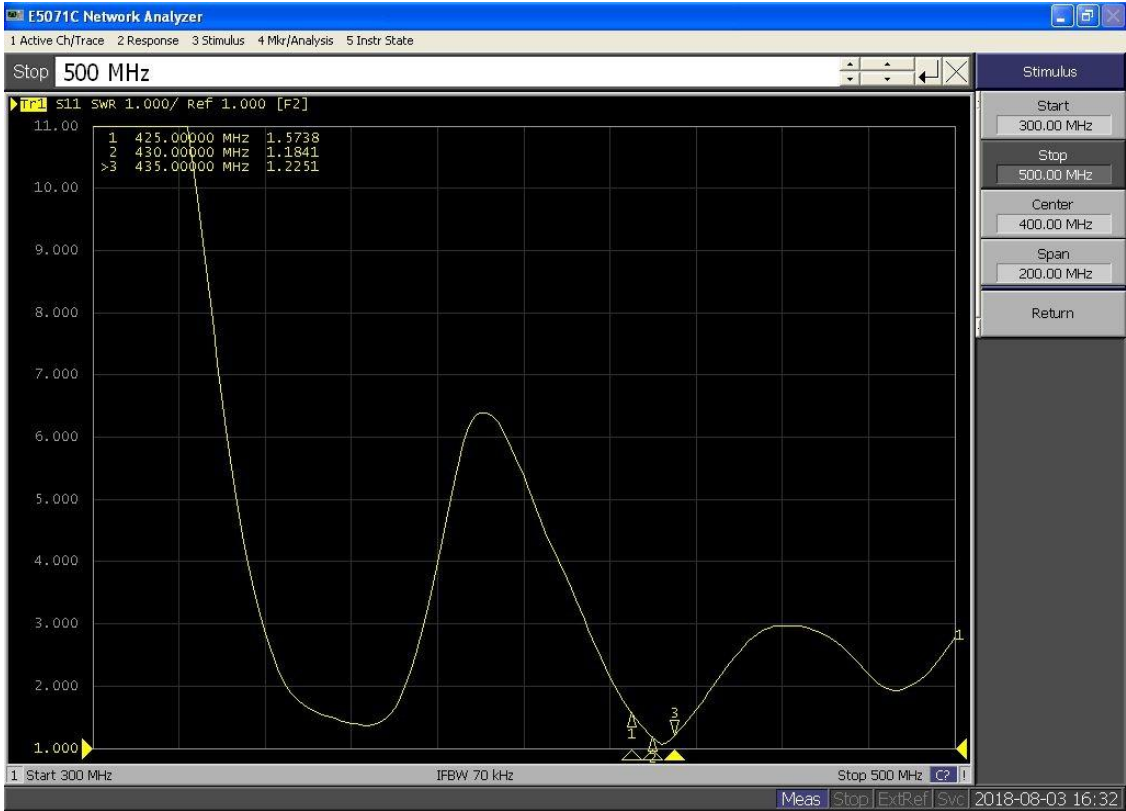 E5071C Network Analyzer
1 Active Ch/Trace 2 Response 3 Stimulus 4 Mkr/Analysis 5 Instr State
Stop 500 MHz
Stimulus
Tr1 S11 SWR 1.000/ Ref 1.000 [F2]
Start
300.00 MHz
Stop
500.00 MHz
Center
400.00 MHz
Span
200.00 MHz
Return
11.00
10.00
9.000
8.000
7.000
6.000
5.000
4.000
3.000
2.000
1.000
1 425.00000 MHz 1.5738
2 430.00000 MHz 1.1841
>3 435.00000 MHz 1.2251
1
3
1
2
1 Start 300 MHz IFBW 70 kHz Stop 500 MHz C? !
Meas Stop ExtRef Svc 2018-08-03 16:32